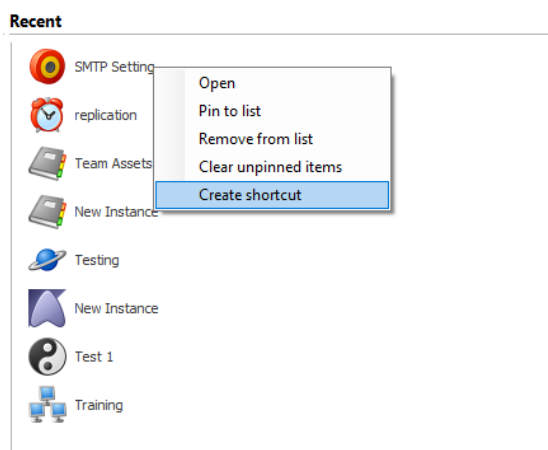 Recent
SMTP Setting
Open
Pin to list
Remove from list
Clear unpinned items
Create shortcut
replication
Team Assets
New Instance
Testing
New Instance
Test 1
Training